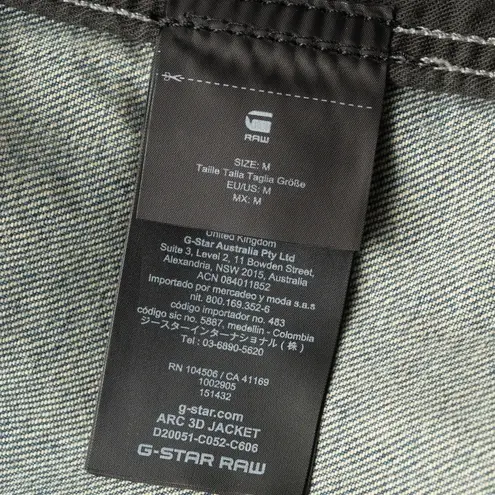 RAW
SIZE: M
Taille Talla Taglia Größe
EU/US: M
MX: M
United Kingdom
G-Star Australia Pty Ltd
Suite 3, Level 2, 11 Bowden Street,
Alexandria, NSW 2015, Australia
ACN 084011852
Importado por mercadeo y moda s.a.s
nit. 800.169.352-6
código importador no. 483
código sic no. 5887, medellin - Colombia
ジースターインターナショナル（株）
Tel : 03-6890-5620
RN 104506 / CA 41169
1002905
151432
g-star.com
ARC 3D JACKET
D20051-C052-C606
G-STAR RAW